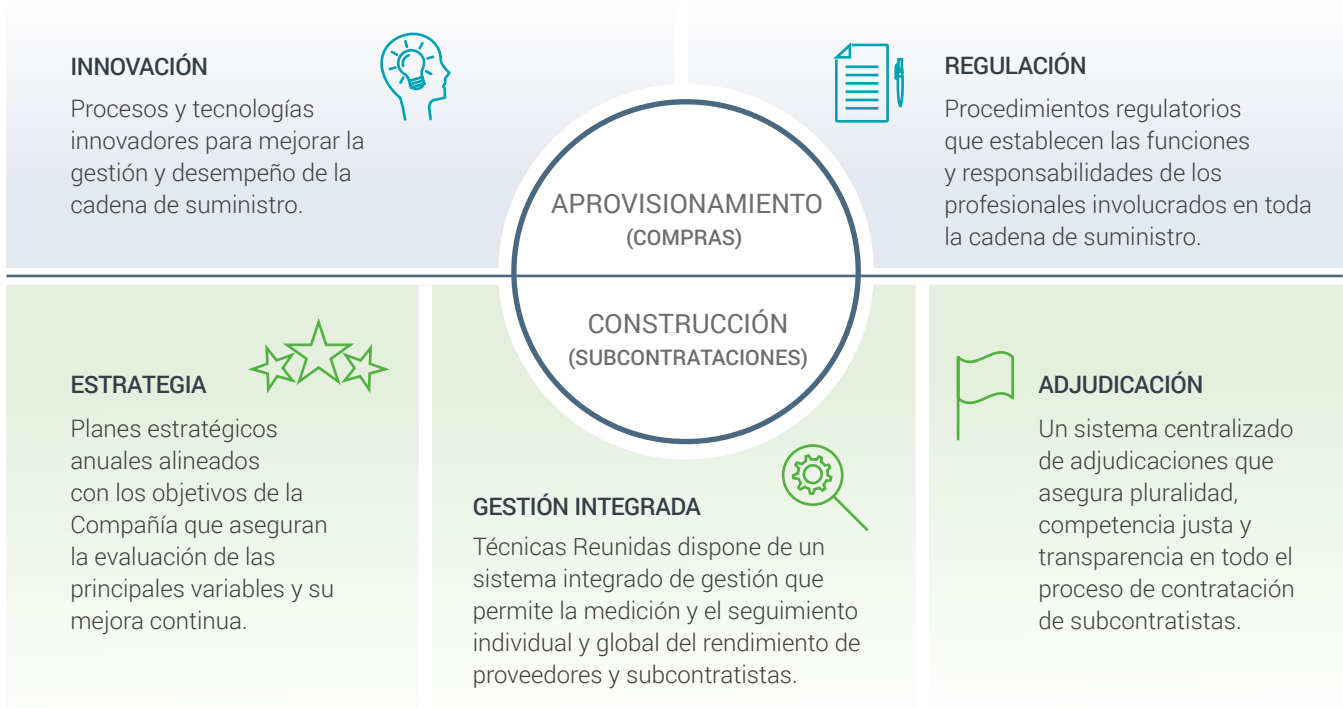 INNOVACIÓN
Procesos y tecnologías
innovadores para mejorar la
gestión y desempeño de la
cadena de suministro.
REGULACIÓN
Procedimientos regulatorios
que establecen las funciones
y responsabilidades de los
profesionales involucrados en toda
la cadena de suministro.
APROVISIONAMIENTO
(COMPRAS)
CONSTRUCCIÓN
(SUBCONTRATACIONES)
ESTRATEGIA
Planes estratégicos
anuales alineados
con los objetivos de la
Compañía que aseguran
la evaluación de las
principales variables y su
mejora continua.
GESTIÓN INTEGRADA
Técnicas Reunidas dispone de un
sistema integrado de gestión que
permite la medición y el seguimiento
individual y global del rendimiento de
proveedores y subcontratistas.
ADJUDICACIÓN
Un sistema centralizado
de adjudicaciones que
asegura pluralidad,
competencia justa y
transparencia en todo el
proceso de contratación
de subcontratistas.